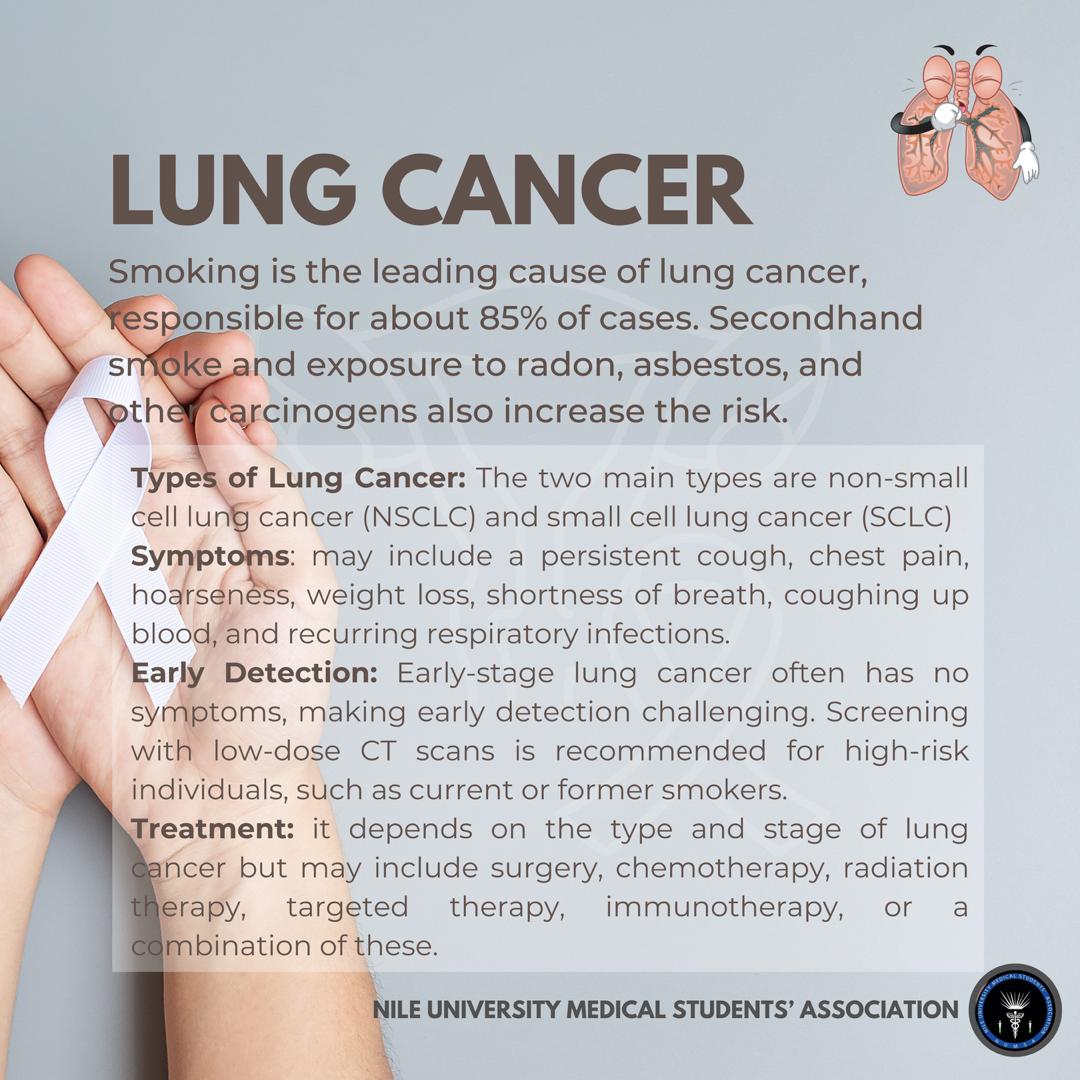 LUNG CANCER
Smoking is the leading cause of lung cancer,
responsible for about 85% of cases. Secondhand
smoke and exposure to radon, asbestos, and
other carcinogens also increase the risk.
Types of Lung Cancer: The two main types are non-small
cell lung cancer (NSCLC) and small cell lung cancer (SCLC)
Symptoms: may include a persistent cough, chest pain,
hoarseness, weight loss, shortness of breath, coughing up
blood, and recurring respiratory infections.
Early Detection: Early-stage lung cancer often has no
symptoms, making early detection challenging. Screening
with low-dose CT scans is recommended for high-risk
individuals, such as current or former smokers.
Treatment: it depends on the type and stage of lung
cancer but may include surgery, chemotherapy, radiation
therapy, targeted therapy, immunotherapy, or a
combination of these.
NILE UNIVERSITY MEDICAL STUDENTS’ ASSOCIATION
NILE UNIVERSITY MEDICAL STUDENTS' ASSOCIATION
N U M S A